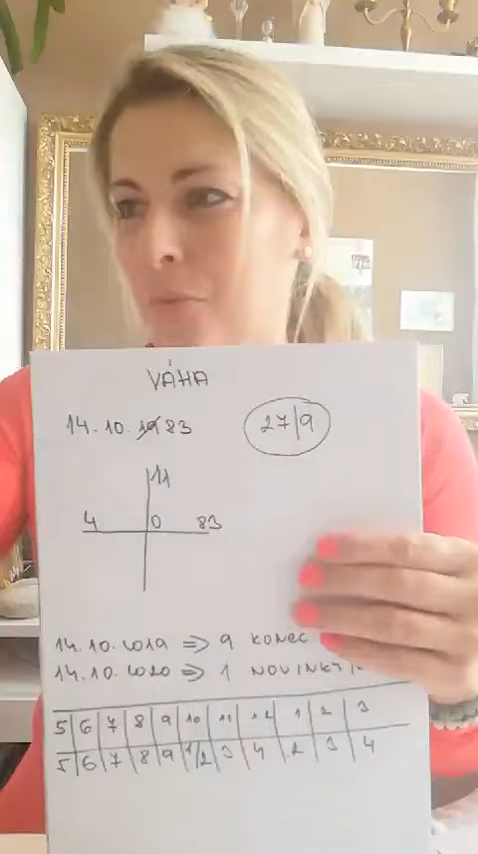 VÁHA
14.10.1983 27/9
11
4 0 83
14.10.2019 ⇒ 9 KONEC
14.10.2020 ⇒ 1 NOVINKY
5 6 7 8 9 10 11 12 1 2 3
5 6 7 8 9 1/2 3 4 2 3 4